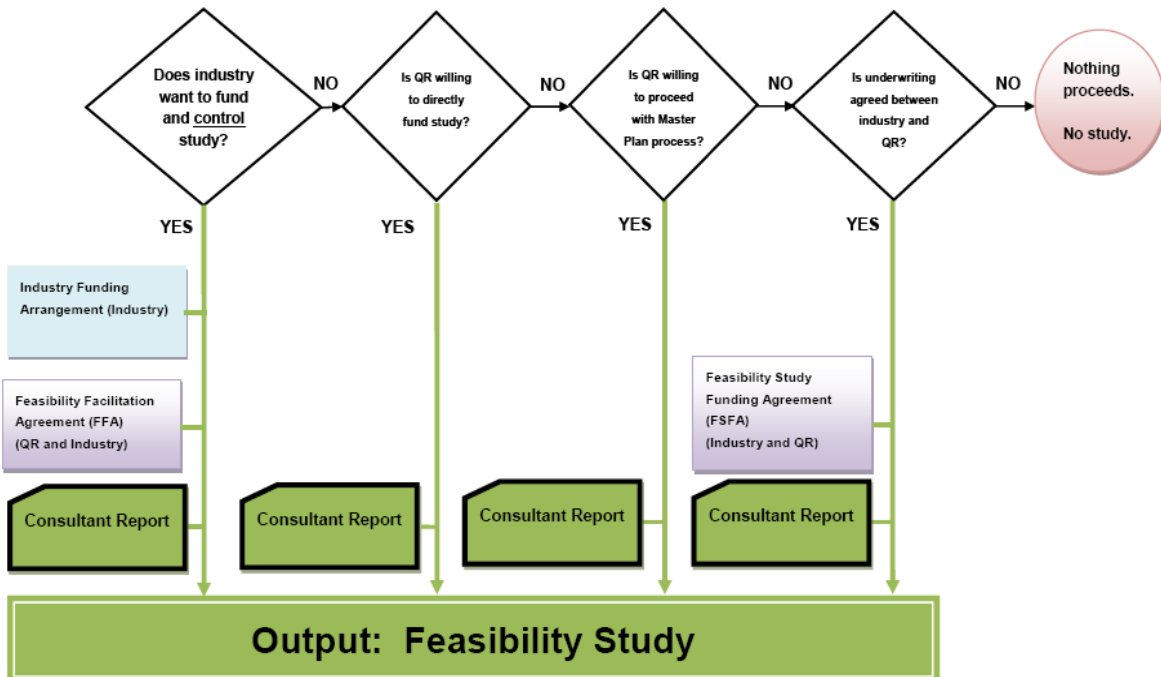 Does industry
want to fund
and control
study?
NO
Is QR willing
to directly
fund study?
NO
Is QR willing
to proceed
with Master
Plan process?
NO
Is underwriting
agreed between
industry and
QR?
NO
Nothing
proceeds.
No study.
YES
YES
YES
YES
Industry Funding
Arrangement (Industry)
Feasibility Facilitation
Agreement (FFA)
(QR and Industry)
Feasibility Study
Funding Agreement
(FSFA)
(Industry and QR)
Consultant Report
Consultant Report
Consultant Report
Consultant Report
Output: Feasibility Study